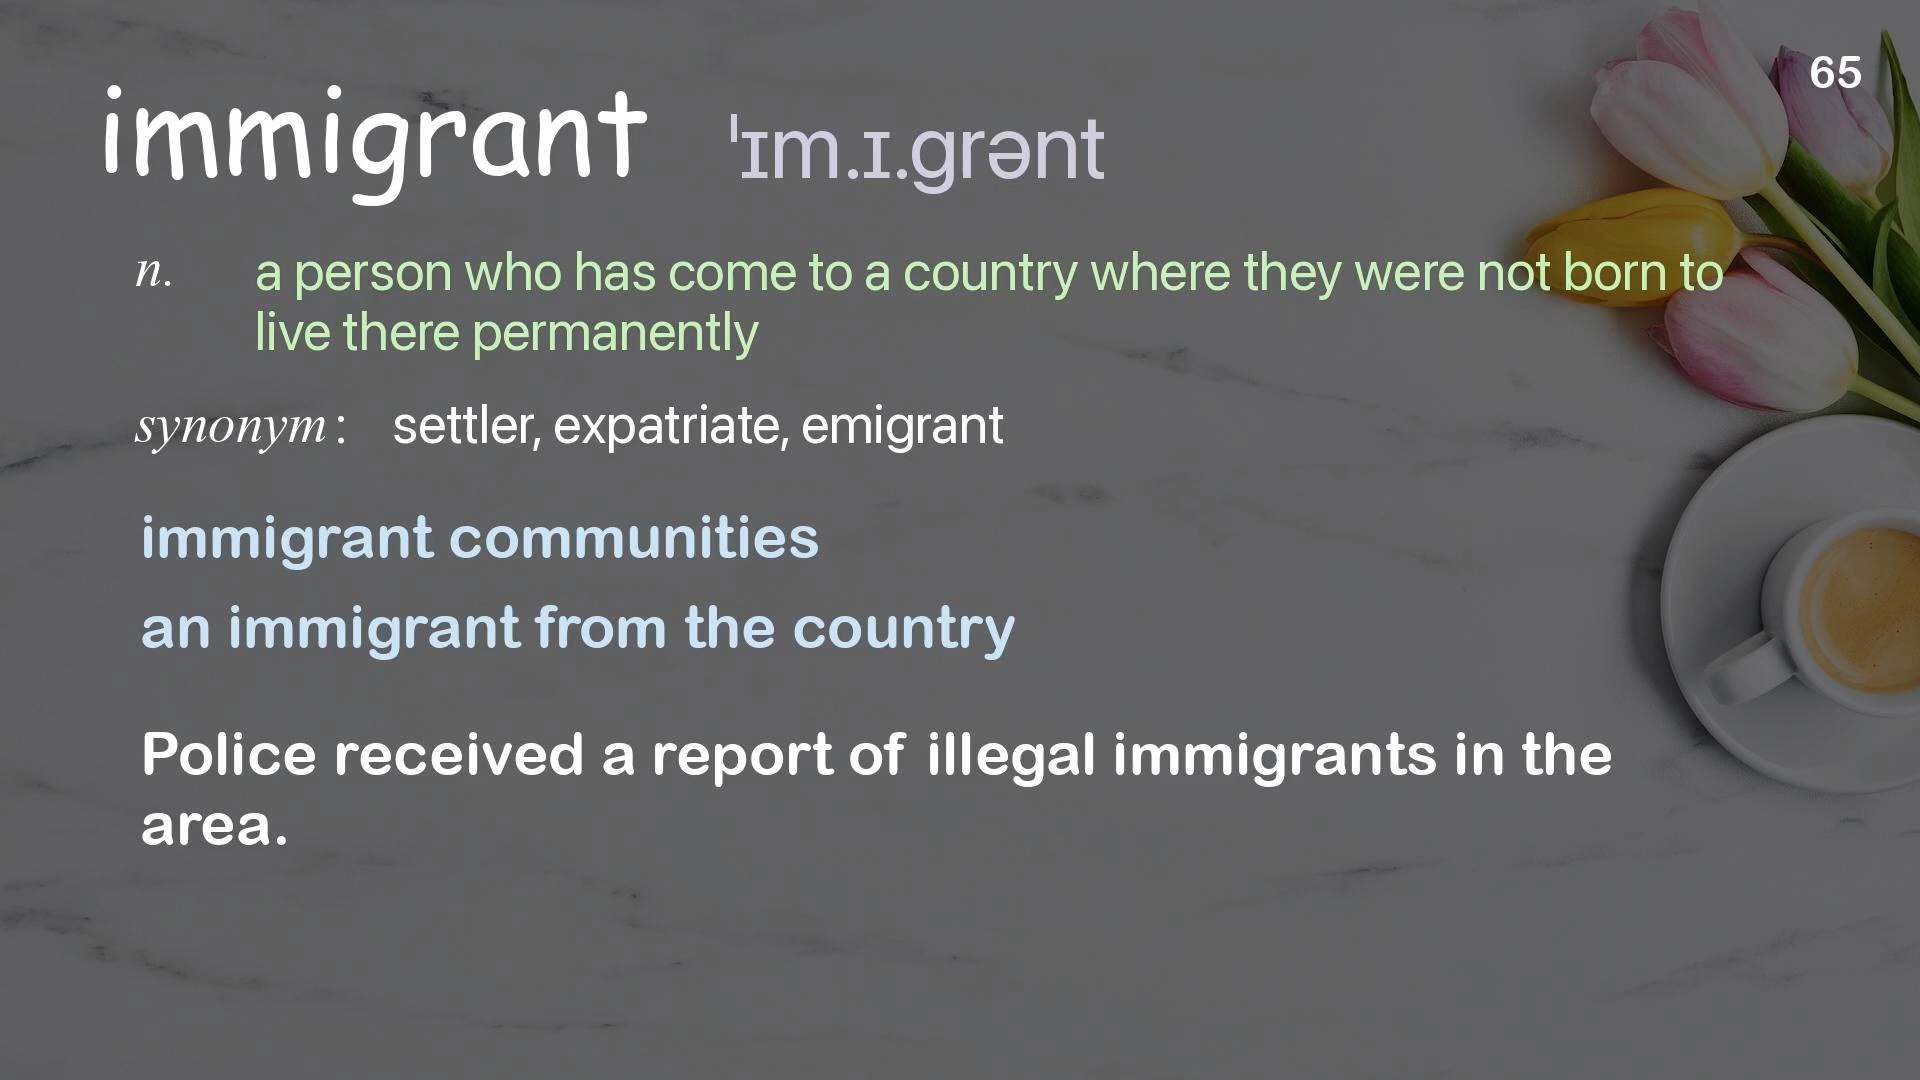 65
immigrant ˈɪm.ɪ.grənt
n. a person who has come to a country where they were not born to
live there permanently
synonym: settler, expatriate, emigrant
immigrant communities
an immigrant from the country
Police received a report of illegal immigrants in the
area.